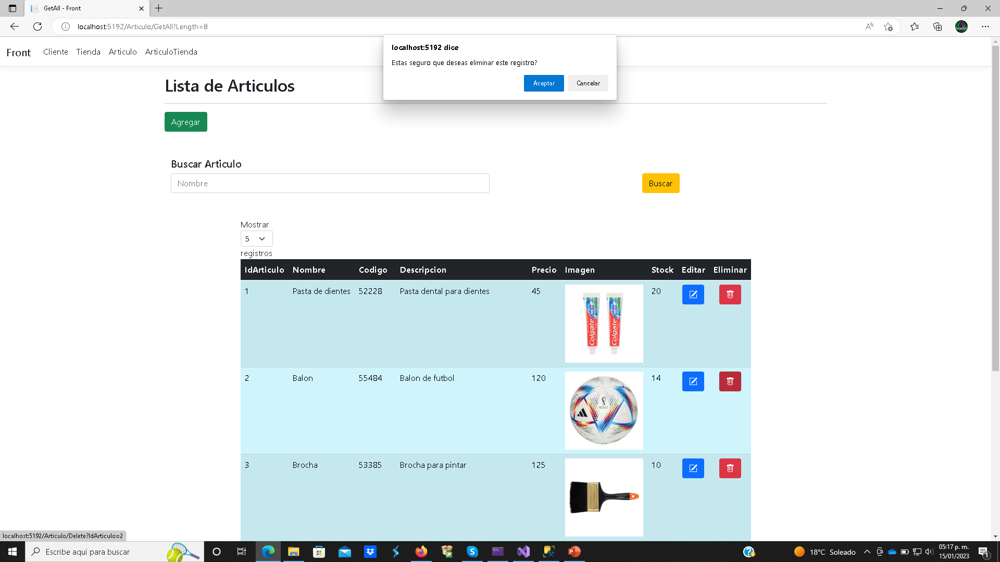 GetAll - Front
localhost:5192/Articulo/GetAll?Length=8
Front Cliente Tienda Articulo ArticuloTienda
localhost:5192 dice
Estas seguro que deseas eliminar este registro?
Aceptar Cancelar
Lista de Articulos
Agregar
Buscar Articulo
Nombre
Buscar
Mostrar
5
registros
IdArticulo Nombre Codigo Descripcion Precio Imagen Stock Editar Eliminar
1 Pasta de dientes 52228 Pasta dental para dientes 45 20
Colgate Colgate
2 Balon 55484 Balon de futbol 120 14
3 Brocha 53385 Brocha para pintar 125 10
localhost:5192/Articulo/Delete?IdArticulo=2
Escribe aquí para buscar
18°C Soleado
05:17 p. m.
15/01/2023
1